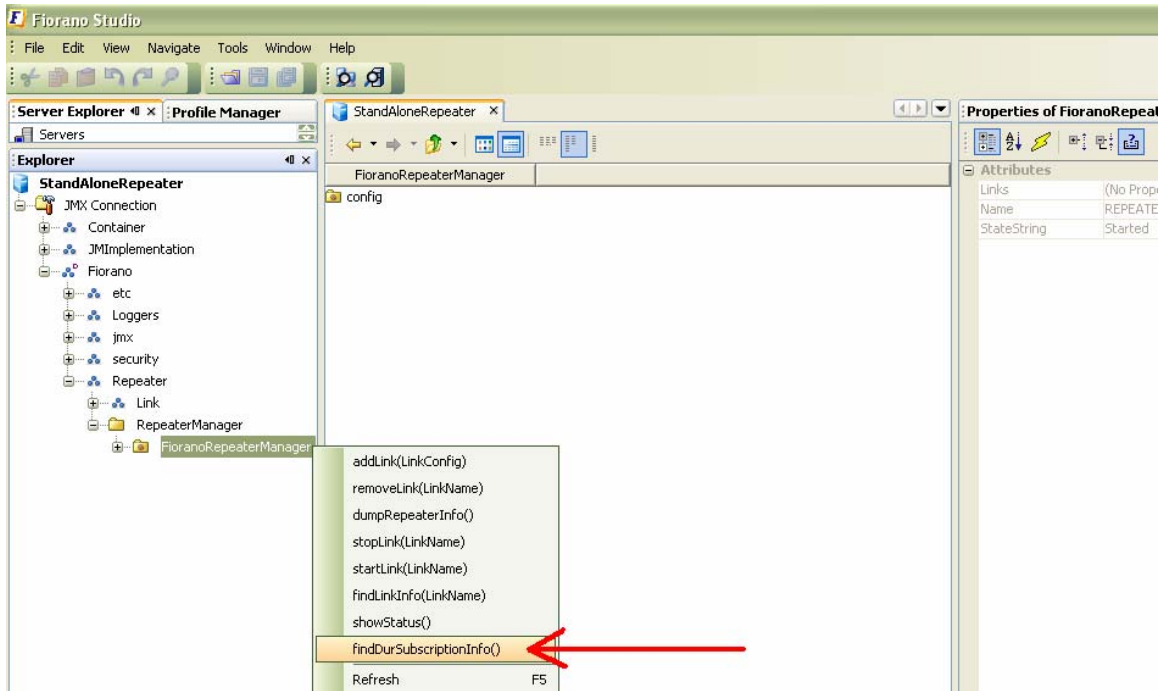 Fiorano Studio
File Edit View Navigate Tools Window Help
Server Explorer Profile Manager
Servers
Explorer
StandAloneRepeater
JMX Connection
Container
JMImplementation
Fiorano
etc
Loggers
jmx
security
Repeater
Link
RepeaterManager
FioranoRepeaterManager
StandAloneRepeater
FioranoRepeaterManager
config
addLink(LinkConfig)
removeLink(LinkName)
dumpRepeaterInfo()
stopLink(LinkName)
startLink(LinkName)
findLinkInfo(LinkName)
showStatus()
findDurSubscriptionInfo()
Refresh F5
Properties of FioranoRepeat
Attributes
Links (No Prope
Name REPEATE
StateString Started